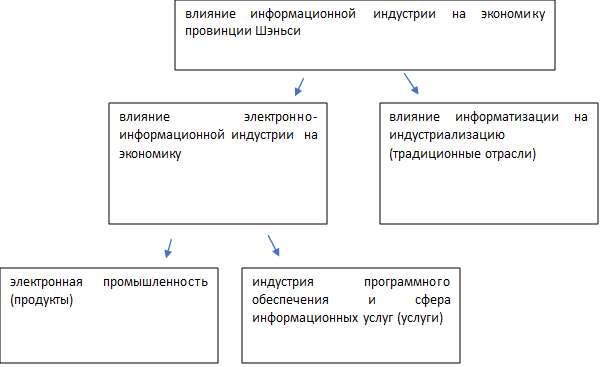 влияние информационной индустрии на экономику
провинции Шэньси
влияние электронно-
информационной индустрии на
экономику
влияние информатизации на
индустриализацию
(традиционные отрасли)
электронная промышленность
(продукты)
индустрия программного
обеспечения и сфера
информационных услуг (услуги)